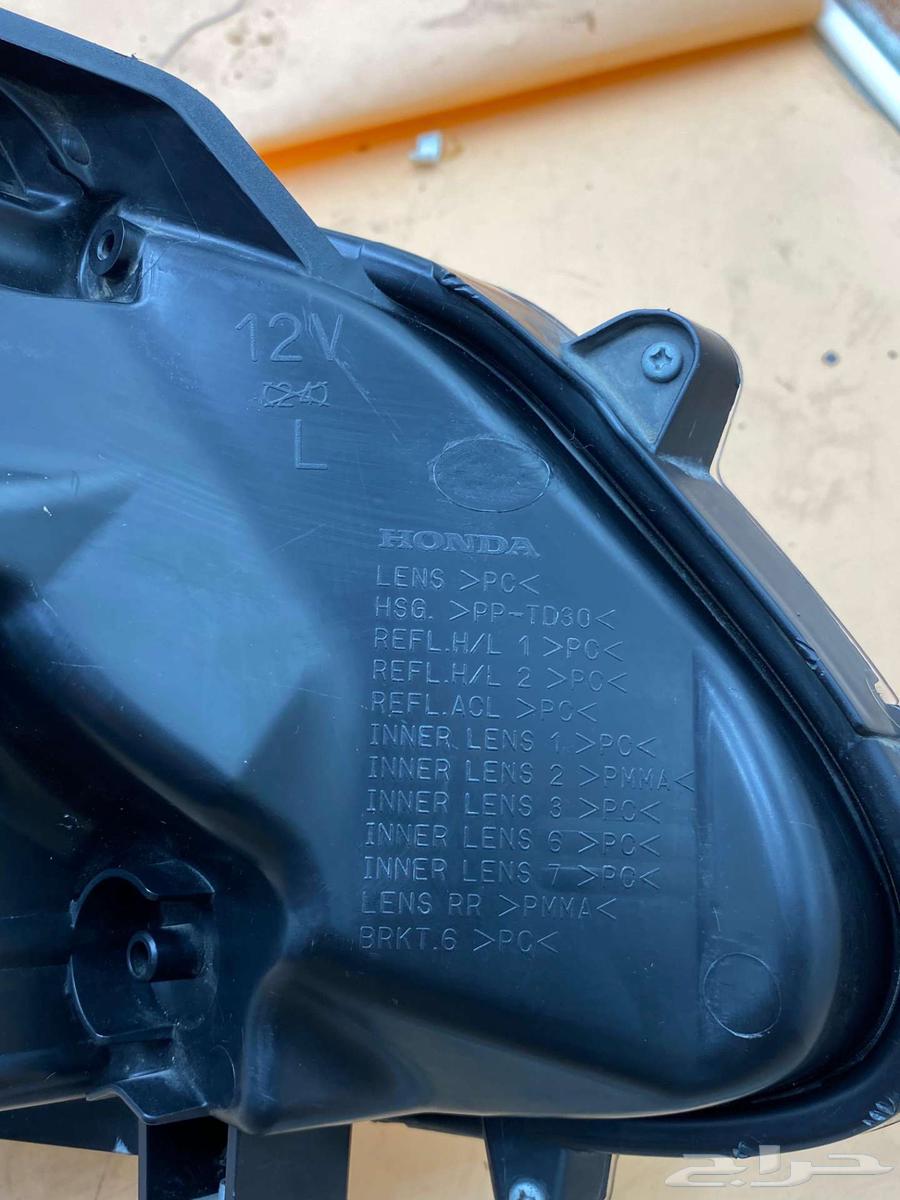 12V
L
HONDA
LENS >PC<
HSG. >PP-TD30<
REFL.H/L 1 >PC<
REFL.H/L 2 >PC<
REFL.ACL >PC<
INNER LENS 1 >PC<
INNER LENS 2 >PMMA<
INNER LENS 3 >PC<
INNER LENS 6 >PC<
INNER LENS 7 >PC<
LENS RR >PMMA<
BRKT.6 >PC<
حراج